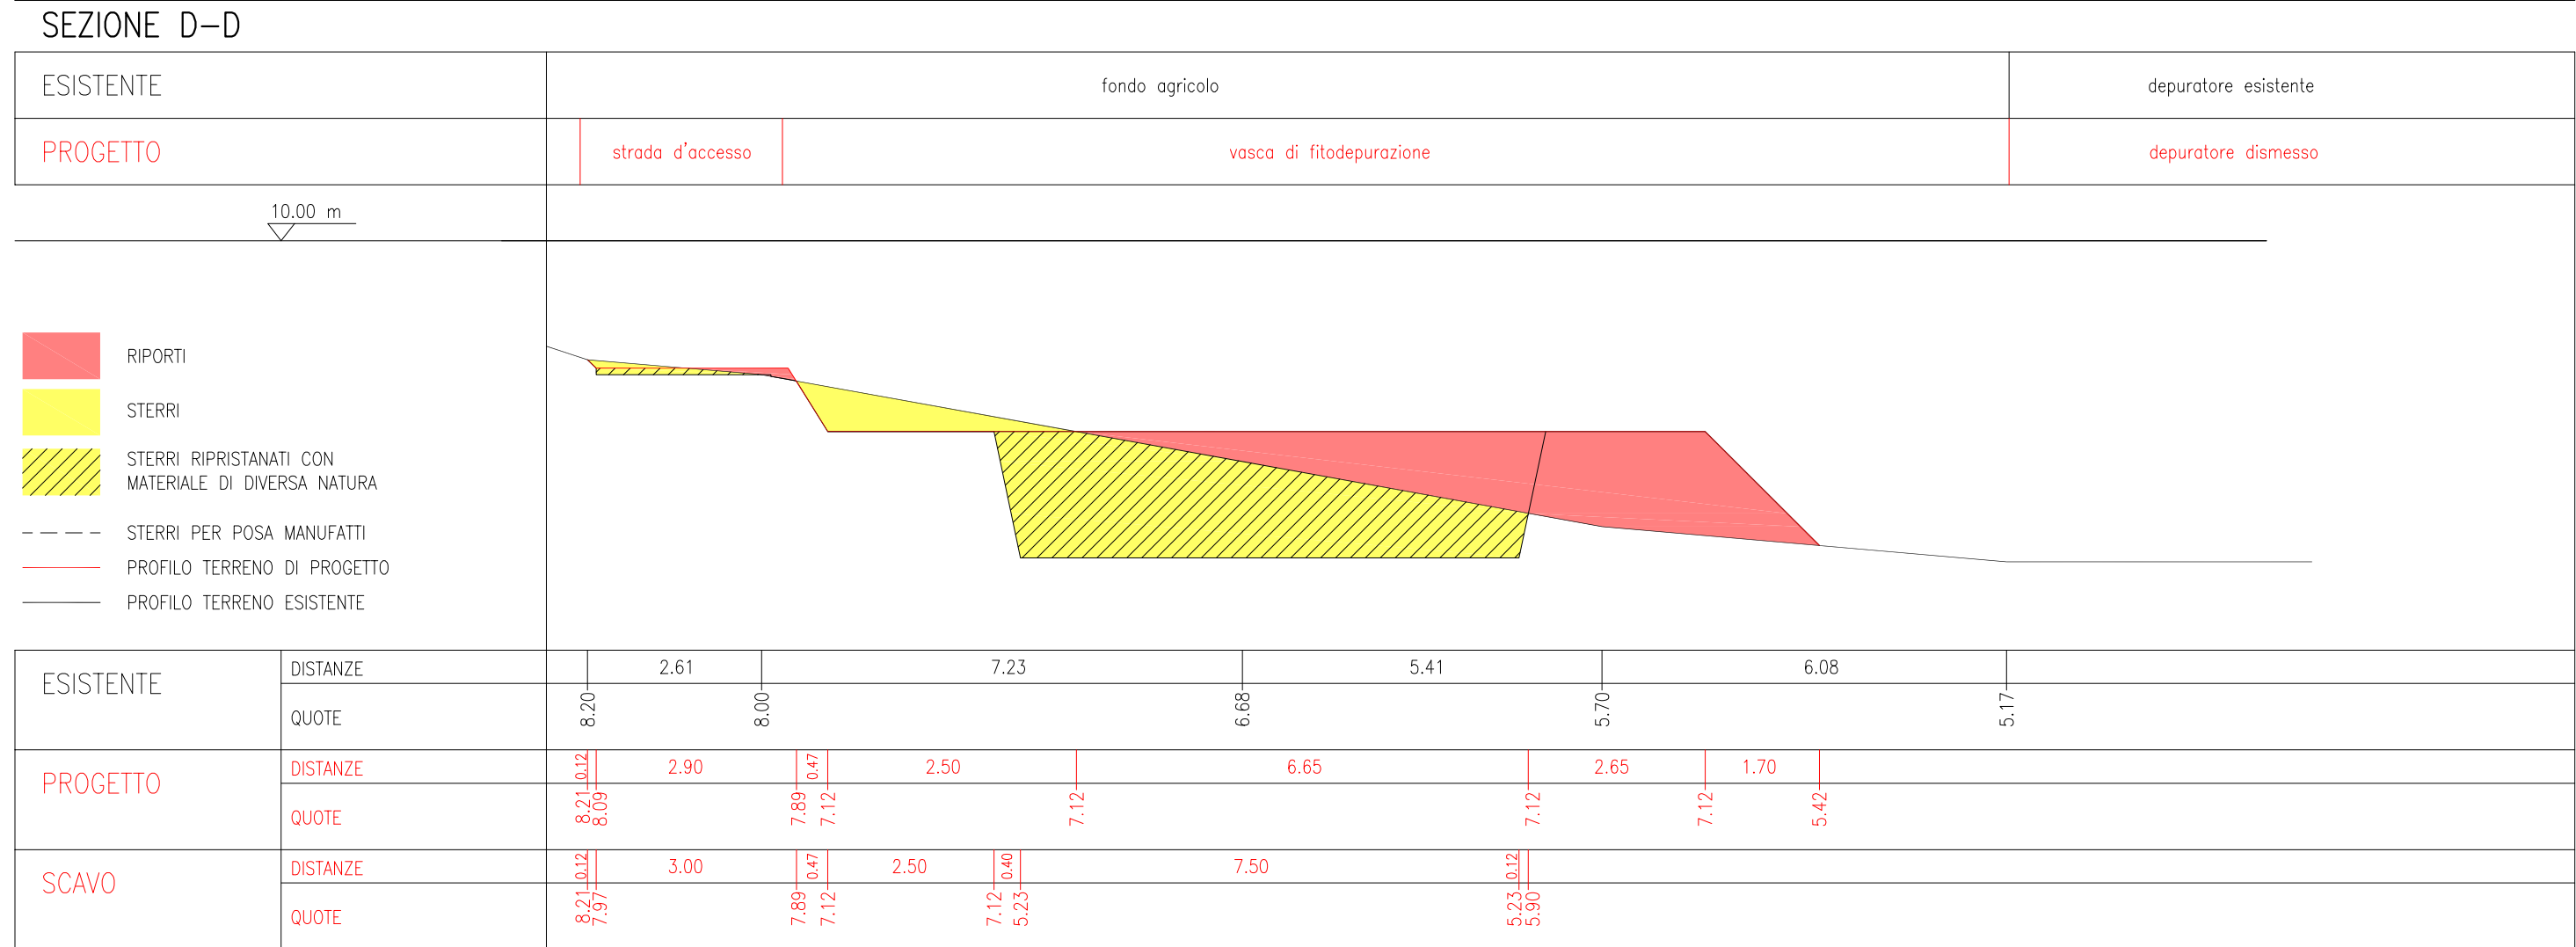 SEZIONE D-D
ESISTENTE
fondo agricolo
depuratore esistente
PROGETTO
strada d'accesso
vasca di fitodepurazione
depuratore dismesso
10.00 m
RIPORTI
STERRI
STERRI RIPRISTANATI CON
MATERIALE DI DIVERSA NATURA
STERRI PER POSA MANUFATTI
PROFILO TERRENO DI PROGETTO
PROFILO TERRENO ESISTENTE
ESISTENTE
DISTANZE
2.61
7.23
5.41
6.08
QUOTE
8.20
8.00
6.68
5.70
5.17
PROGETTO
DISTANZE
0.12
2.90
0.47
2.50
6.65
2.65
1.70
QUOTE
8.21
8.09
7.89
7.12
7.12
7.12
7.12
5.42
SCAVO
DISTANZE
0.12
3.00
0.47
2.50
0.40
7.50
0.12
QUOTE
8.21
7.97
7.89
7.12
7.12
5.23
5.23
5.90